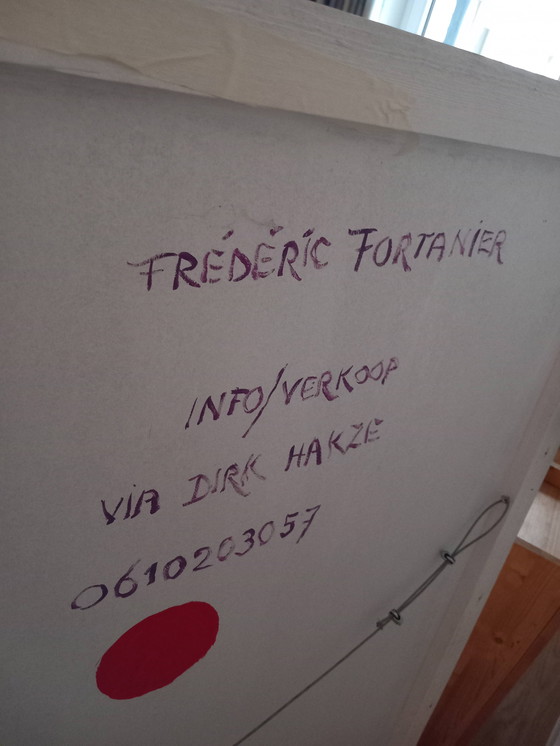 FRÉDÉRIC FORTANIER
INFO/VERKOOP
VIA DIRK HAKZE
0610203057